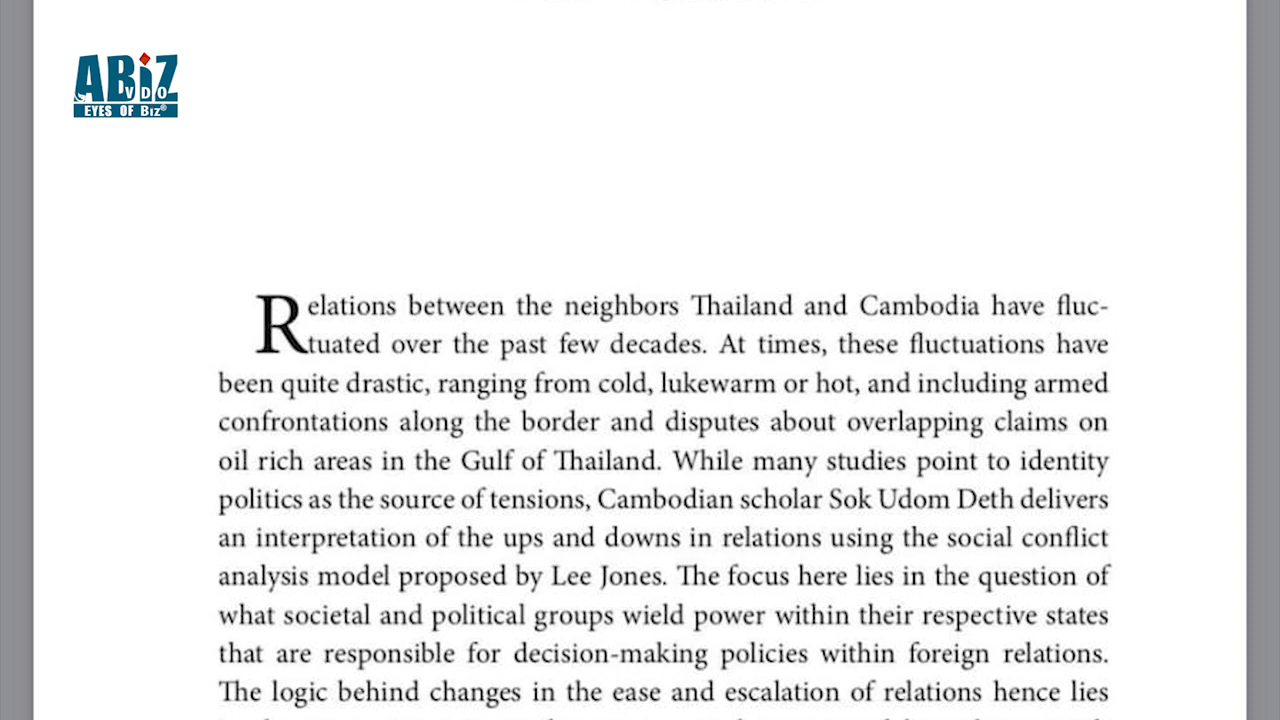 ABiZ
VDO
EYES OF Biz®
Relations between the neighbors Thailand and Cambodia have fluc-
tuated over the past few decades. At times, these fluctuations have
been quite drastic, ranging from cold, lukewarm or hot, and including armed
confrontations along the border and disputes about overlapping claims on
oil rich areas in the Gulf of Thailand. While many studies point to identity
politics as the source of tensions, Cambodian scholar Sok Udom Deth delivers
an interpretation of the ups and downs in relations using the social conflict
analysis model proposed by Lee Jones. The focus here lies in the question of
what societal and political groups wield power within their respective states
that are responsible for decision-making policies within foreign relations.
The logic behind changes in the ease and escalation of relations hence lies